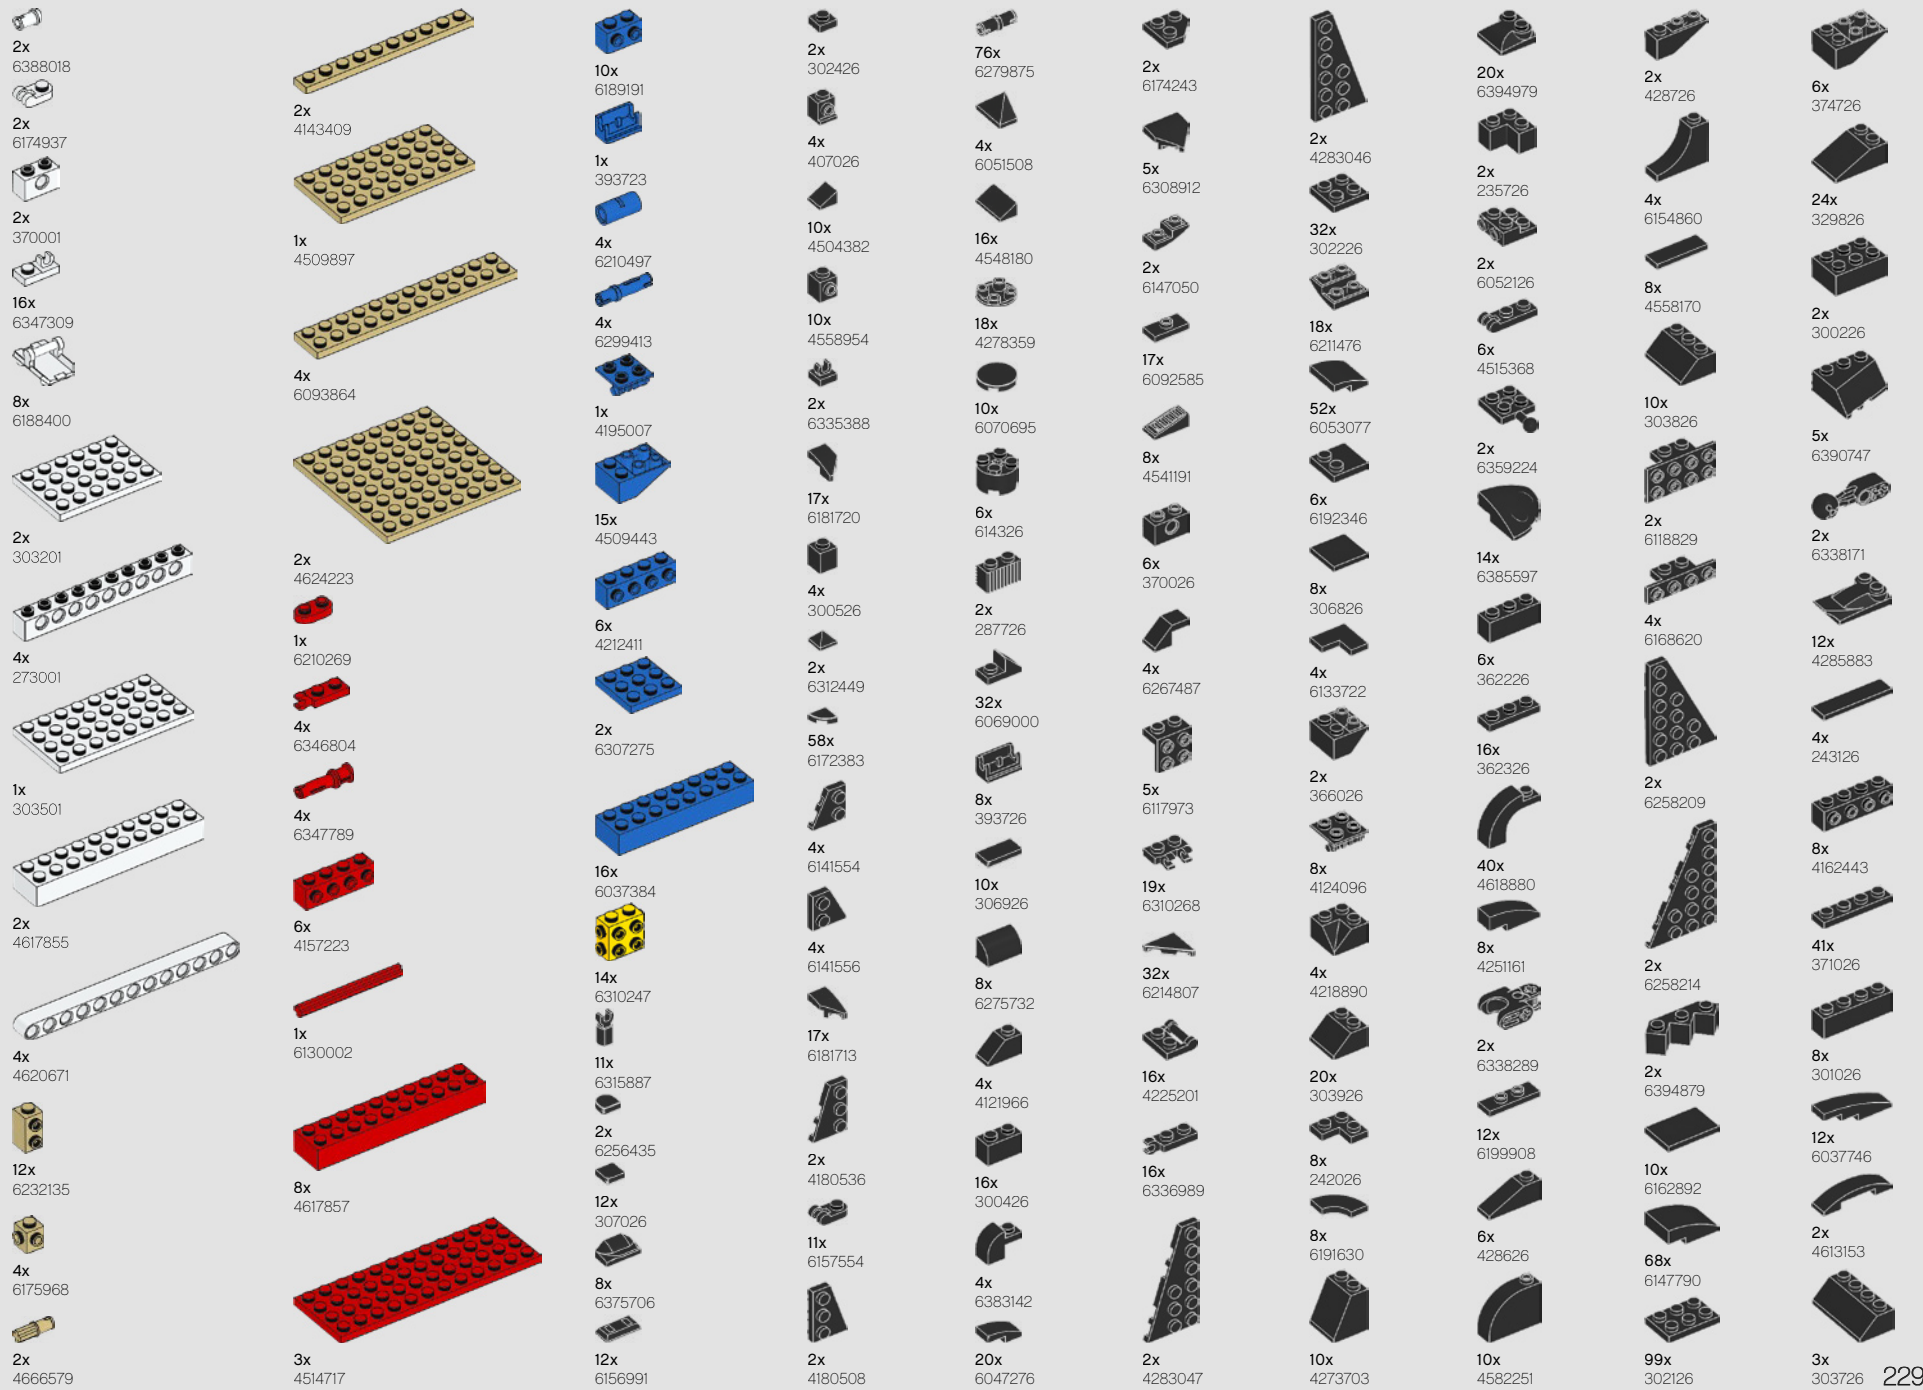 2x
6388018
2x
6174937
2x
370001
16x
6347309
8x
6188400
2x
303201
4x
273001
1x
303501
2x
4617855
4x
4620671
12x
6232135
4x
6175968
2x
4666579
2x
4143409
1x
4509897
4x
6093864
2x
4624223
1x
6210269
4x
6346804
4x
6347789
6x
4157223
1x
6130002
8x
4617857
3x
4514717
10x
6189191
1x
393723
4x
6210497
4x
6299413
1x
4195007
15x
4509443
6x
4212411
2x
6307275
16x
6037384
14x
6310247
11x
6315887
2x
6256435
12x
307026
8x
6375706
12x
6156991
2x
302426
4x
407026
10x
4504382
10x
4558954
2x
6335388
17x
6181720
4x
300526
2x
6312449
58x
6172383
4x
6141554
4x
6141556
17x
6181713
2x
4180536
11x
6157554
2x
4180508
76x
6279875
4x
6051508
16x
4548180
18x
4278359
10x
6070695
6x
614326
2x
287726
32x
6069000
8x
393726
10x
306926
8x
6275732
4x
4121966
16x
300426
4x
6383142
20x
6047276
2x
6174243
5x
6308912
2x
6147050
17x
6092585
8x
4541191
6x
370026
4x
6267487
5x
6117973
19x
6310268
32x
6214807
16x
4225201
16x
6336989
2x
4283047
2x
4283046
32x
302226
18x
6211476
52x
6053077
6x
6192346
8x
306826
4x
6133722
2x
366026
8x
4124096
4x
4218890
20x
303926
8x
242026
8x
6191630
10x
4273703
20x
6394979
2x
235726
2x
6052126
6x
4515368
2x
6359224
14x
6385597
6x
362226
16x
362326
40x
4618880
8x
4251161
2x
6338289
12x
6199908
6x
428626
10x
4582251
2x
428726
4x
6154860
8x
4558170
10x
303826
2x
6118829
4x
6168620
2x
6258209
2x
6258214
2x
6394879
10x
6162892
68x
6147790
99x
302126
6x
374726
24x
329826
2x
300226
5x
6390747
2x
6338171
12x
4285883
4x
243126
8x
4162443
41x
371026
8x
301026
12x
6037746
2x
4613153
3x
303726
229